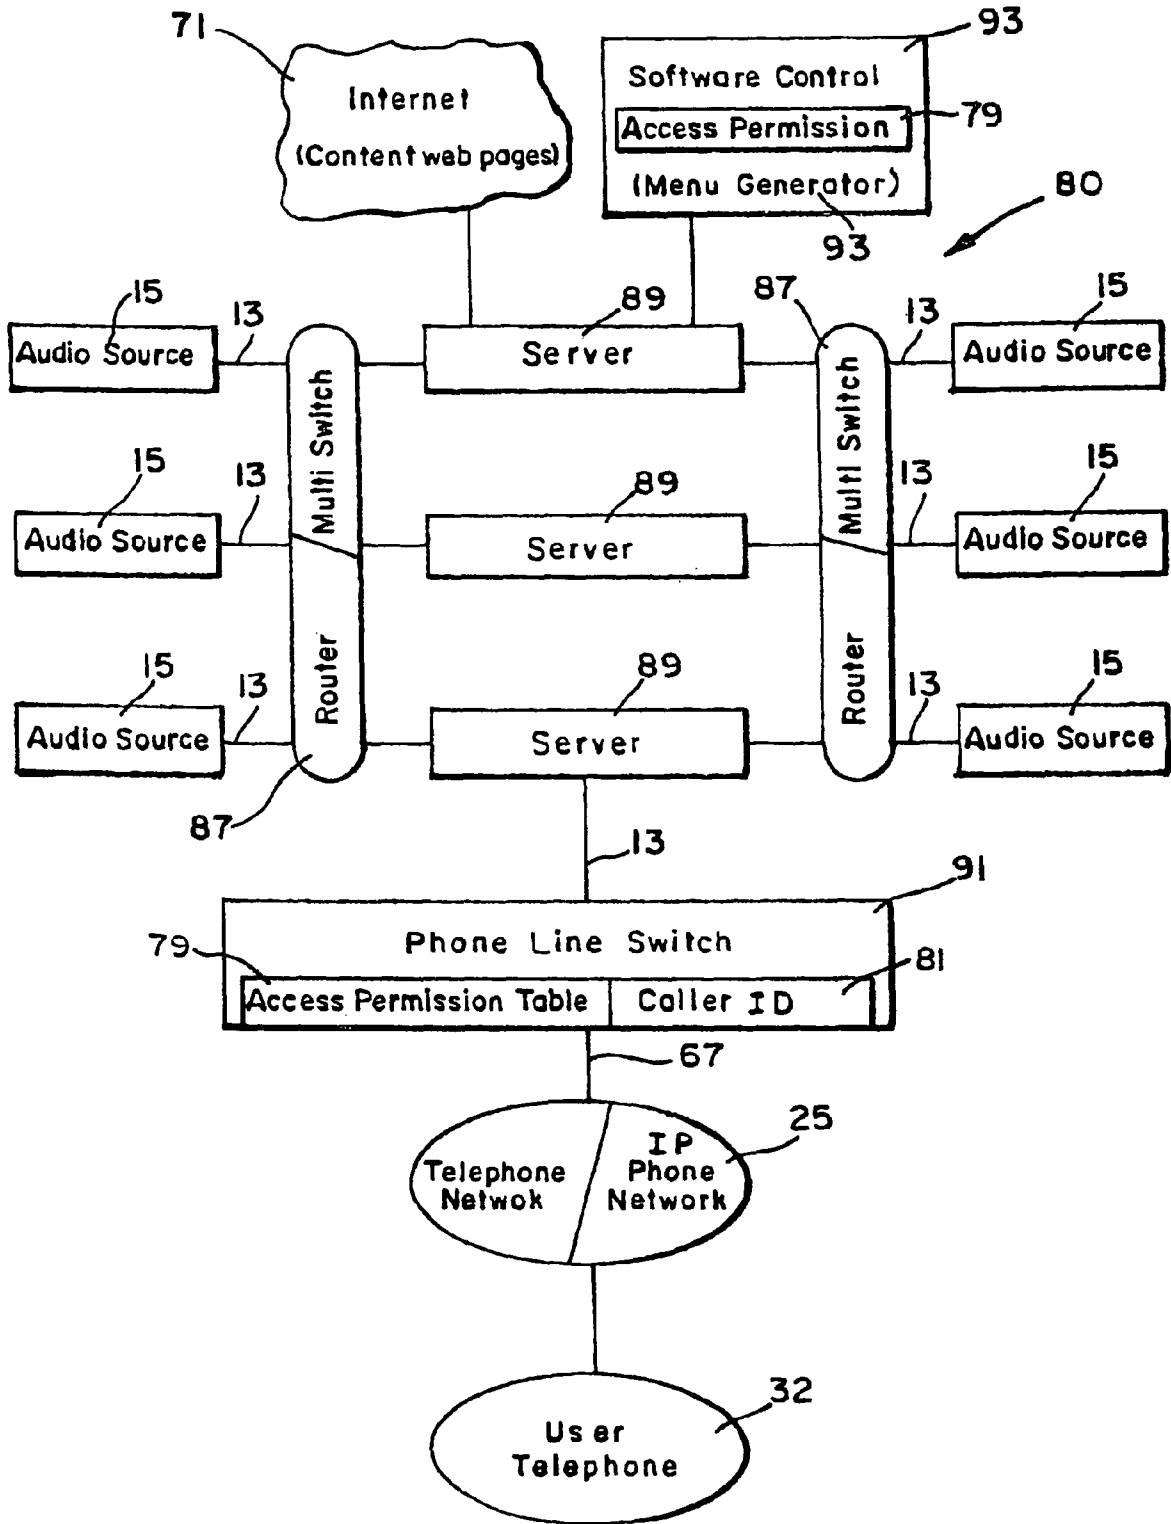 71
Internet
(Content web pages)
93
Software Control
Access Permission
79
(Menu Generator)
93
80
15
13
89
87
13
15
Audio Source
Server
Audio Source
Multi Switch
Multi Switch
15
13
89
13
15
Audio Source
Server
Audio Source
15
13
89
13
15
Router
Router
Audio Source
Server
Audio Source
87
13
91
Phone Line Switch
79
81
Access Permission Table
Caller ID
67
25
Telephone
Netwok
IP
Phone
Network
32
User
Telephone